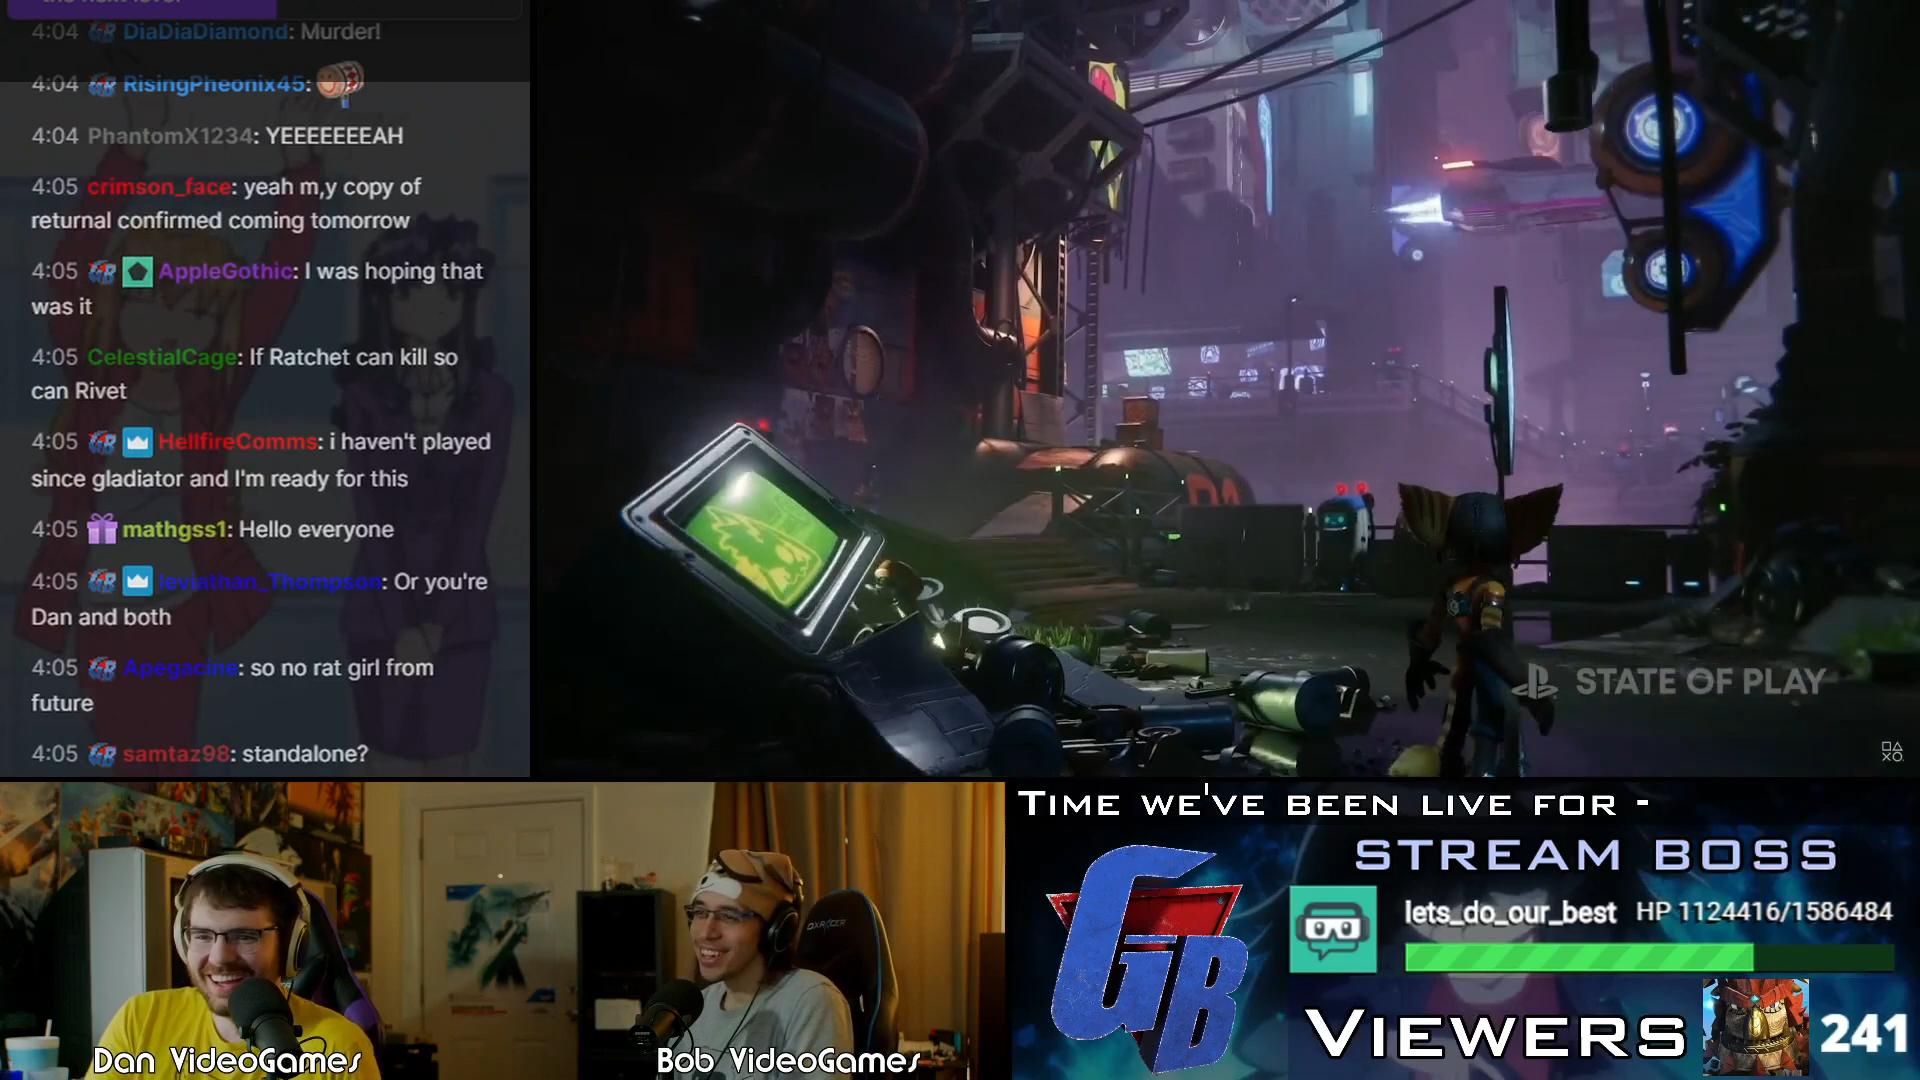 4:04 DiaDiaDiamond: Murder!
4:04 RisingPheonix45:
4:04 PhantomX1234: YEEEEEEEAH
4:05 crimson_face: yeah m,y copy of
returnal confirmed coming tomorrow
4:05 AppleGothic: I was hoping that
was it
4:05 CelestialCage: If Ratchet can kill so
can Rivet
4:05 HellfireComms: i haven't played
since gladiator and I'm ready for this
4:05 mathgss1: Hello everyone
4:05 leviathan_Thompson: Or you're
Dan and both
4:05 Apegacine: so no rat girl from
future
4:05 samtaz98: standalone?
STATE OF PLAY
DXRACER
Dan VideoGames
Bob VideoGames
Time we've been live for -
GB
STREAM BOSS
lets_do_our_best HP 1124416/1586484
Viewers 241